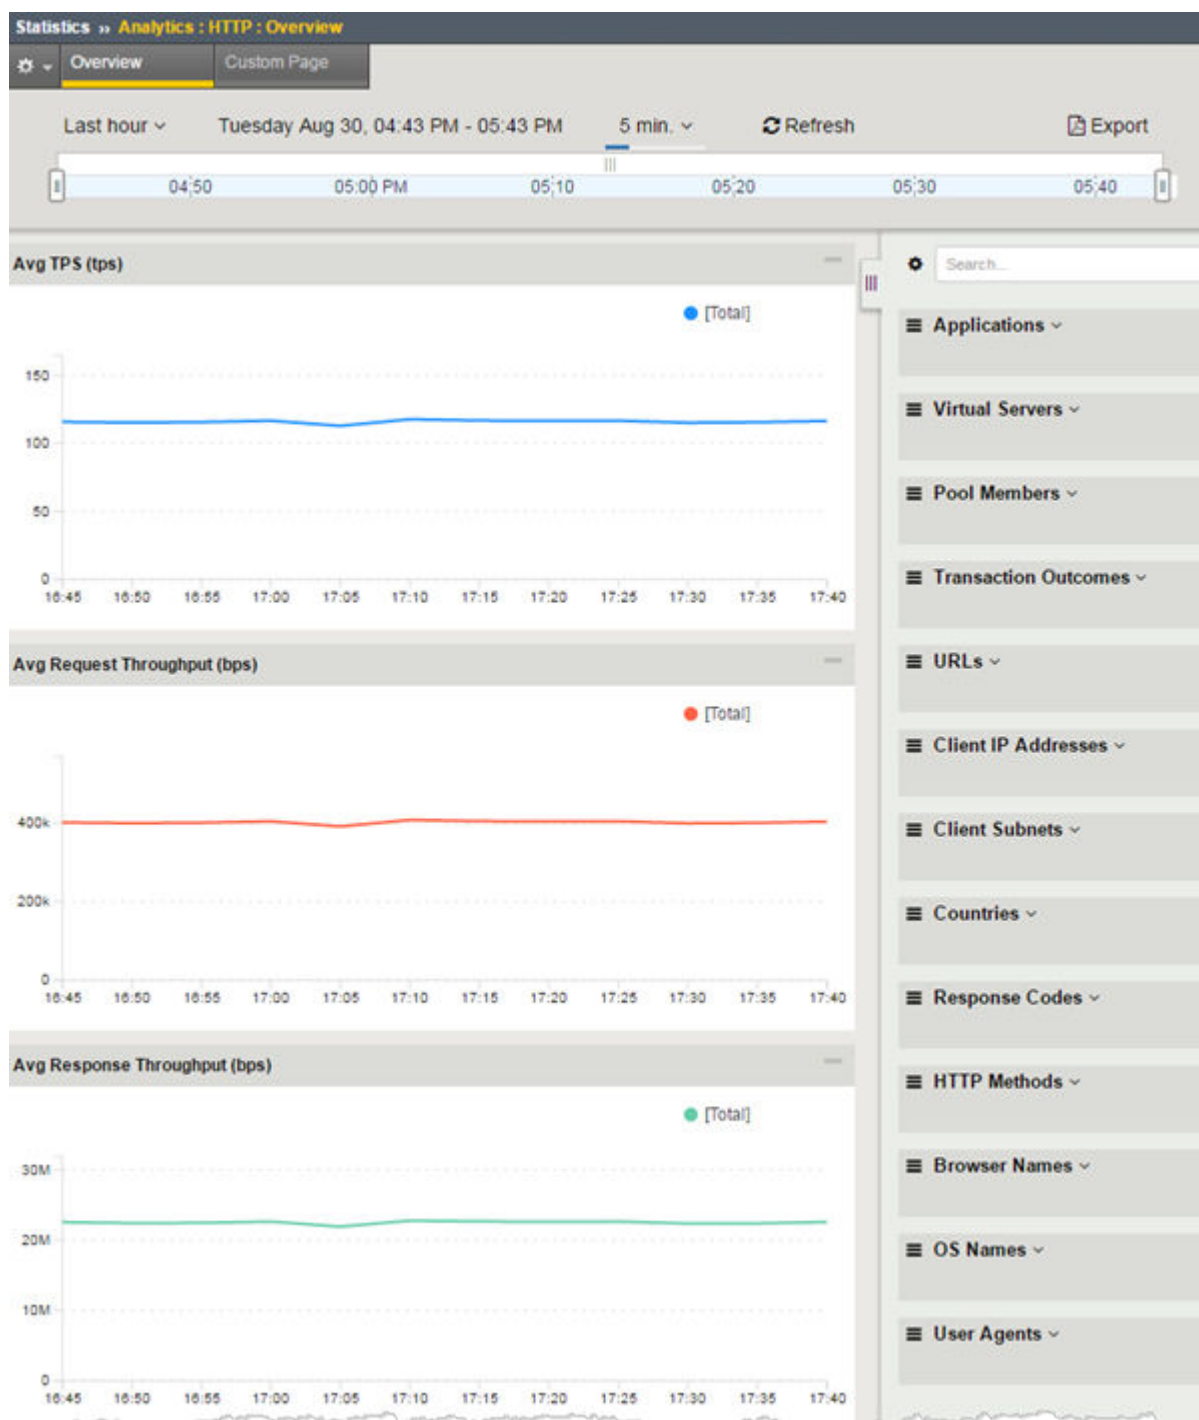 Statistics » Analytics : HTTP : Overview
Overview Custom Page
Last hour Tuesday Aug 30, 04:43 PM - 05:43 PM 5 min. Refresh Export
04:50 05:00 PM 05:10 05:20 05:30 05:40
Avg TPS (tps)
[Total]
150
100
50
0
16:45 16:50 16:55 17:00 17:05 17:10 17:15 17:20 17:25 17:30 17:35 17:40
Avg Request Throughput (bps)
[Total]
400k
200k
0
16:45 16:50 16:55 17:00 17:05 17:10 17:15 17:20 17:25 17:30 17:35 17:40
Avg Response Throughput (bps)
[Total]
30M
20M
10M
0
16:45 16:50 16:55 17:00 17:05 17:10 17:15 17:20 17:25 17:30 17:35 17:40
Search...
Applications
Virtual Servers
Pool Members
Transaction Outcomes
URLs
Client IP Addresses
Client Subnets
Countries
Response Codes
HTTP Methods
Browser Names
OS Names
User Agents